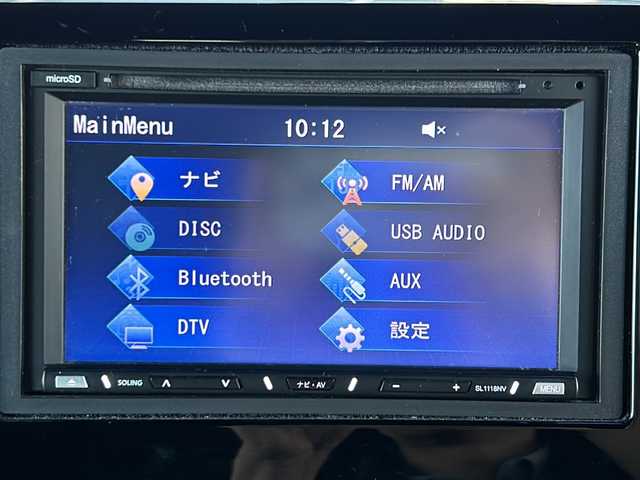 microSD
MainMenu 10:12
ナビ FM/AM
DISC USB AUDIO
Bluetooth AUX
DTV 設定
SOLING ナビ・AV − + SL1118NV MENU